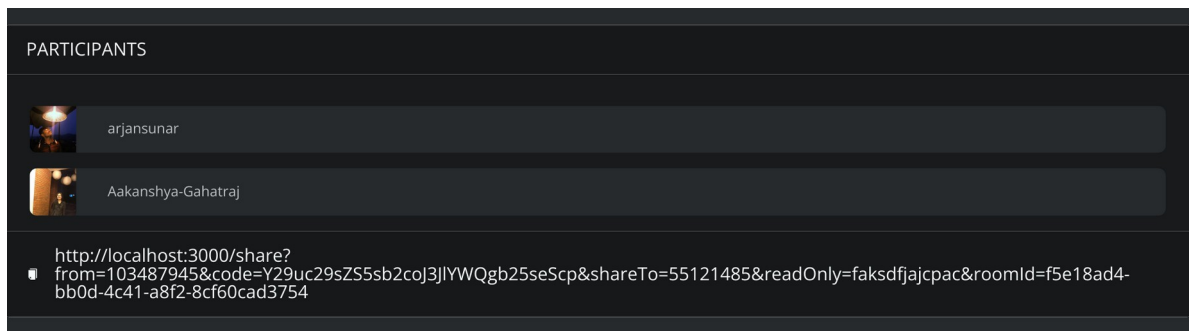 PARTICIPANTS
arjansunar
Aakanshya-Gahatraj
http://localhost:3000/share?
from=103487945&code=Y29uc29sZS5sb2coJ3JlYWQgb25seScp&shareTo=55121485&readOnly=faksdfjajcpac&roomId=f5e18ad4-
bb0d-4c41-a8f2-8cf60cad3754